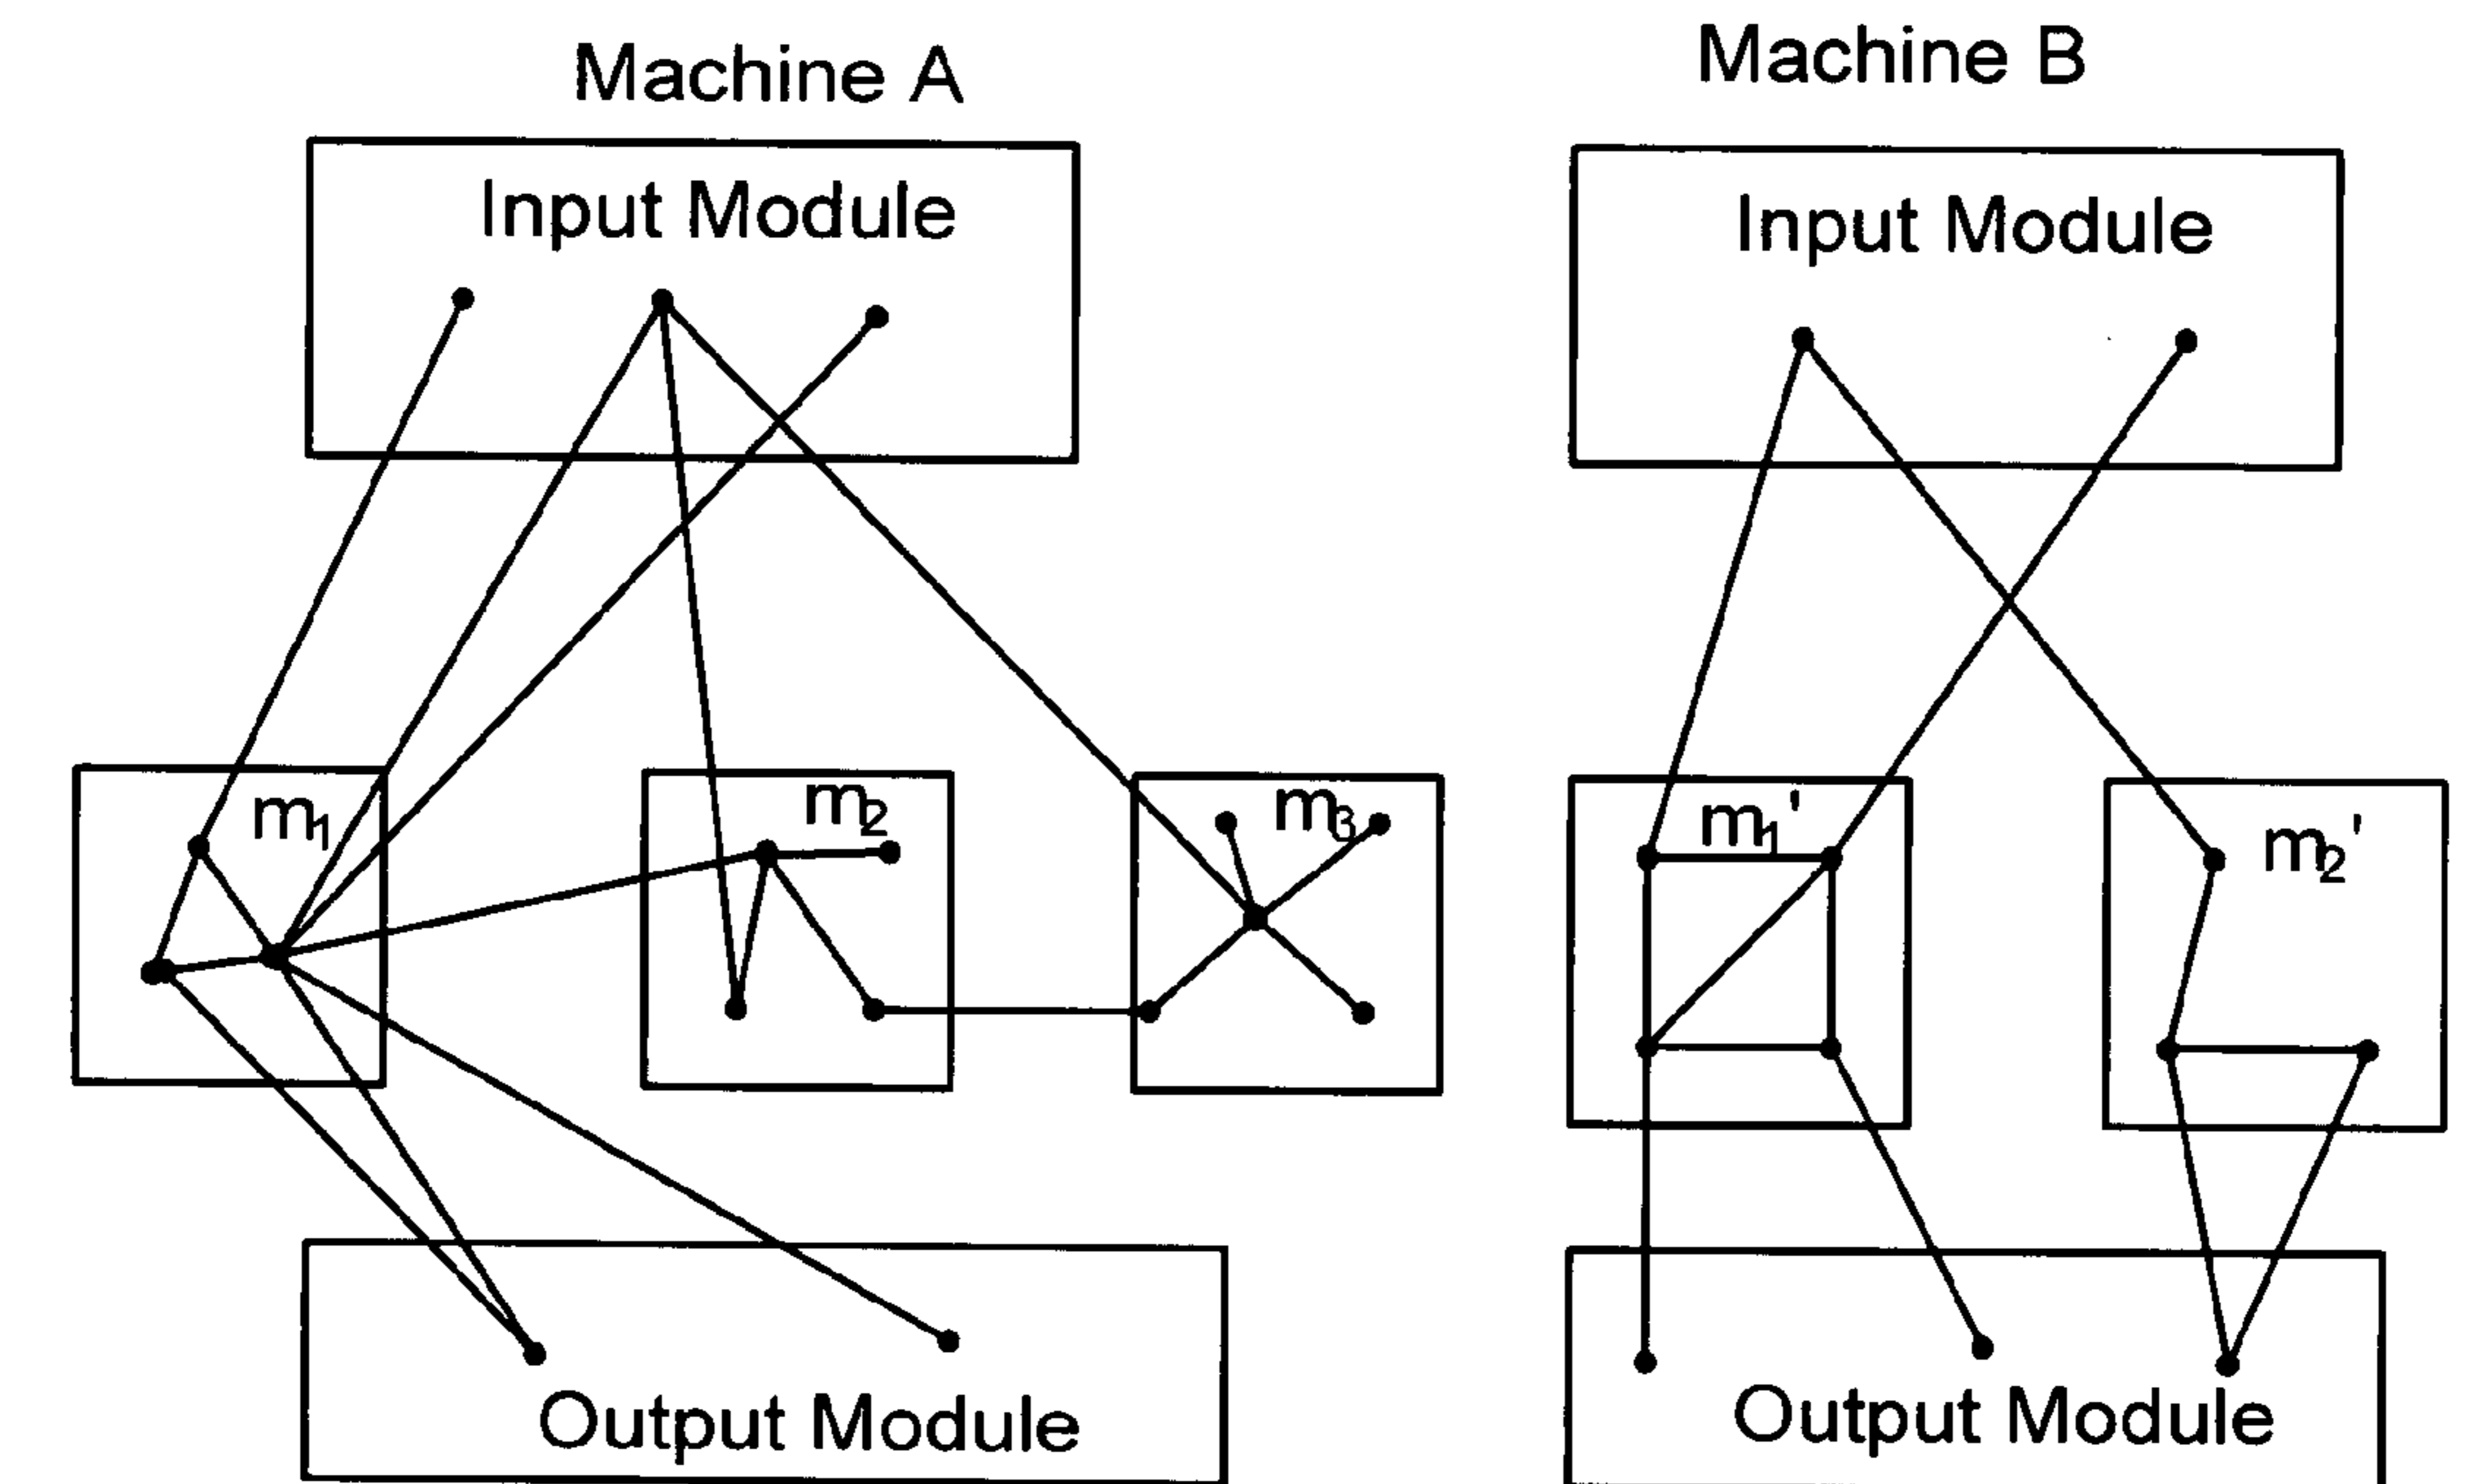 Machine A
Input Module
m1
m2
m3
Output Module
Machine B
Input Module
m1'
m2'
Output Module